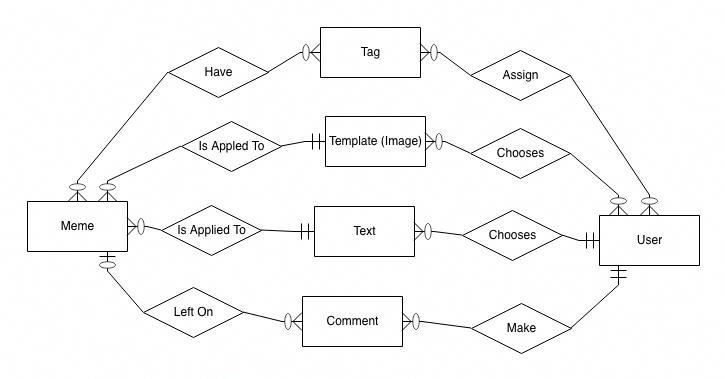 Tag
Have
Assign
Is Appled To
Template (Image)
Chooses
Meme
Is Applied To
Text
Chooses
User
Left On
Comment
Make